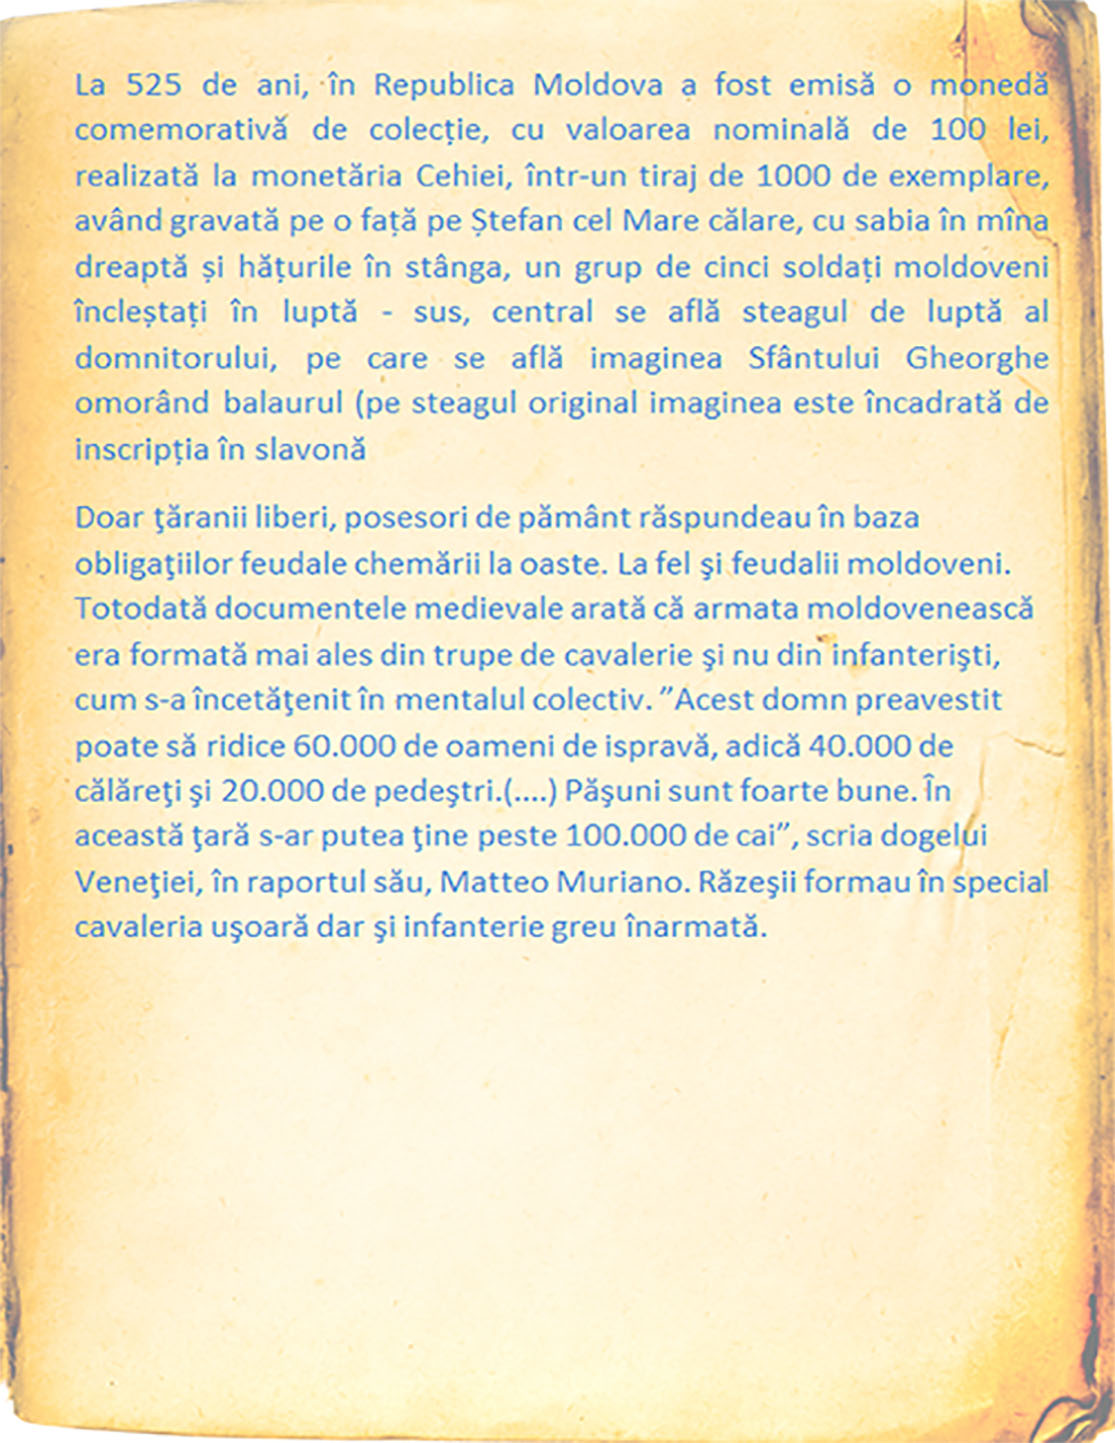 La 525 de ani, în Republica Moldova a fost emisă o monedă
comemorativă de colecție, cu valoarea nominală de 100 lei,
realizată la monetăria Cehiei, într-un tiraj de 1000 de exemplare,
având gravată pe o față pe Ștefan cel Mare călare, cu sabia în mîna
dreaptă și hățurile în stânga, un grup de cinci soldați moldoveni
încleștați în luptă - sus, central se află steagul de luptă al
domnitorului, pe care se află imaginea Sfântului Gheorghe
omorând balaurul (pe steagul original imaginea este încadrată de
inscripția în slavonă
Doar ţăranii liberi, posesori de pământ răspundeau în baza
obligaţiilor feudale chemării la oaste. La fel şi feudalii moldoveni.
Totodată documentele medievale arată că armata moldovenească
era formată mai ales din trupe de cavalerie şi nu din infanterişti,
cum s-a încetăţenit în mentalul colectiv. ”Acest domn preavestit
poate să ridice 60.000 de oameni de ispravă, adică 40.000 de
călăreţi şi 20.000 de pedeştri.(....) Păşuni sunt foarte bune. În
această ţară s-ar putea ţine peste 100.000 de cai”, scria dogelui
Veneţiei, în raportul său, Matteo Muriano. Răzeşii formau în special
cavaleria uşoară dar şi infanterie greu înarmată.